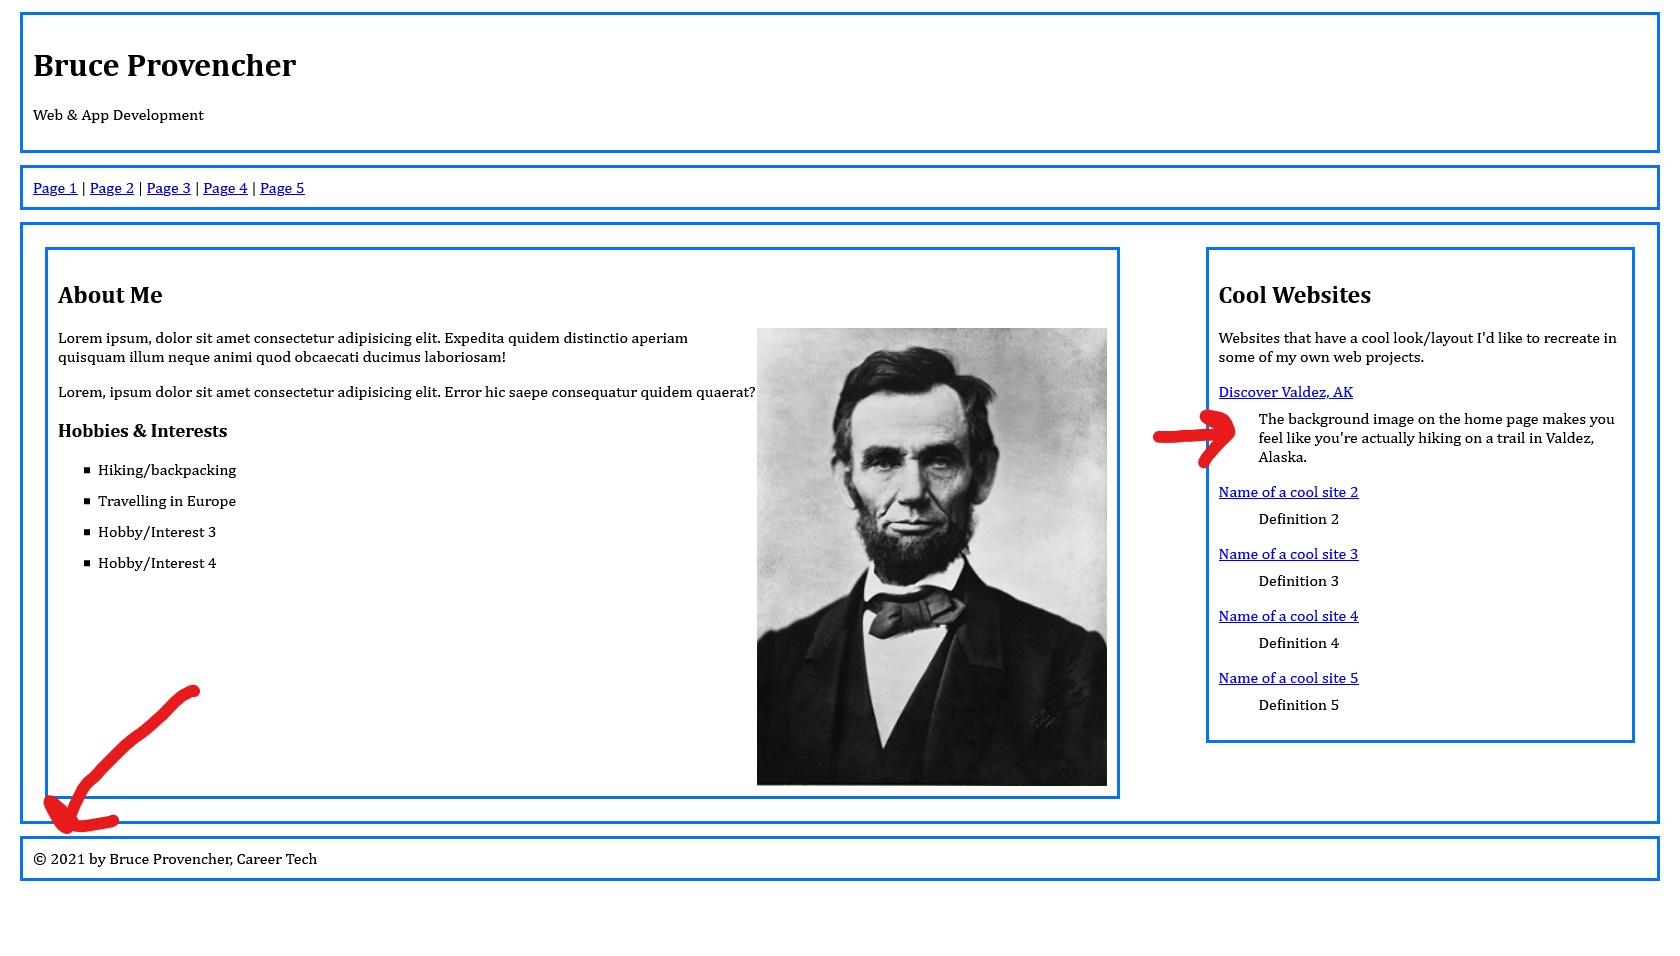 Bruce Provencher
Web & App Development
Page 1 | Page 2 | Page 3 | Page 4 | Page 5
About Me
Lorem ipsum, dolor sit amet consectetur adipisicing elit. Expedita quidem distinctio aperiam
quisquam illum neque animi quod obcaecati ducimus laboriosam!
Lorem, ipsum dolor sit amet consectetur adipisicing elit. Error hic saepe consequatur quidem quaerat?
Hobbies & Interests
Hiking/backpacking
Travelling in Europe
Hobby/Interest 3
Hobby/Interest 4
Cool Websites
Websites that have a cool look/layout I'd like to recreate in
some of my own web projects.
Discover Valdez, AK
The background image on the home page makes you
feel like you're actually hiking on a trail in Valdez,
Alaska.
Name of a cool site 2
Definition 2
Name of a cool site 3
Definition 3
Name of a cool site 4
Definition 4
Name of a cool site 5
Definition 5
© 2021 by Bruce Provencher, Career Tech